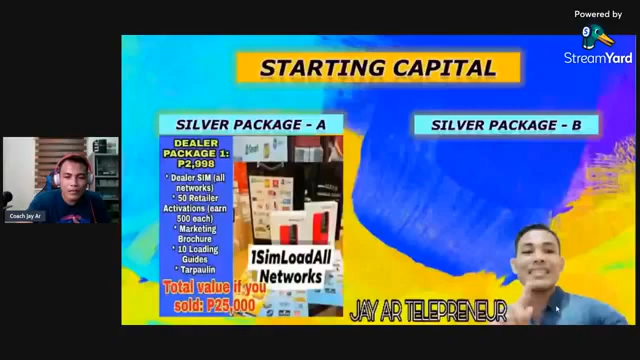 Powered by
StreamYard
STARTING CAPITAL
SILVER PACKAGE - A
SILVER PACKAGE - B
DEALER
PACKAGE 1:
P2,998
* Dealer SIM (all
networks)
* 50 Retailer
Activations (earn
500 each)
* Marketing
Brochure
* 10 Loading
Guides
* Tarpaulin
Total value if you
sold: P25,000
1SimLoadAll
Networks
Coach Jay Ar
JAY AR TELEPRENEUR